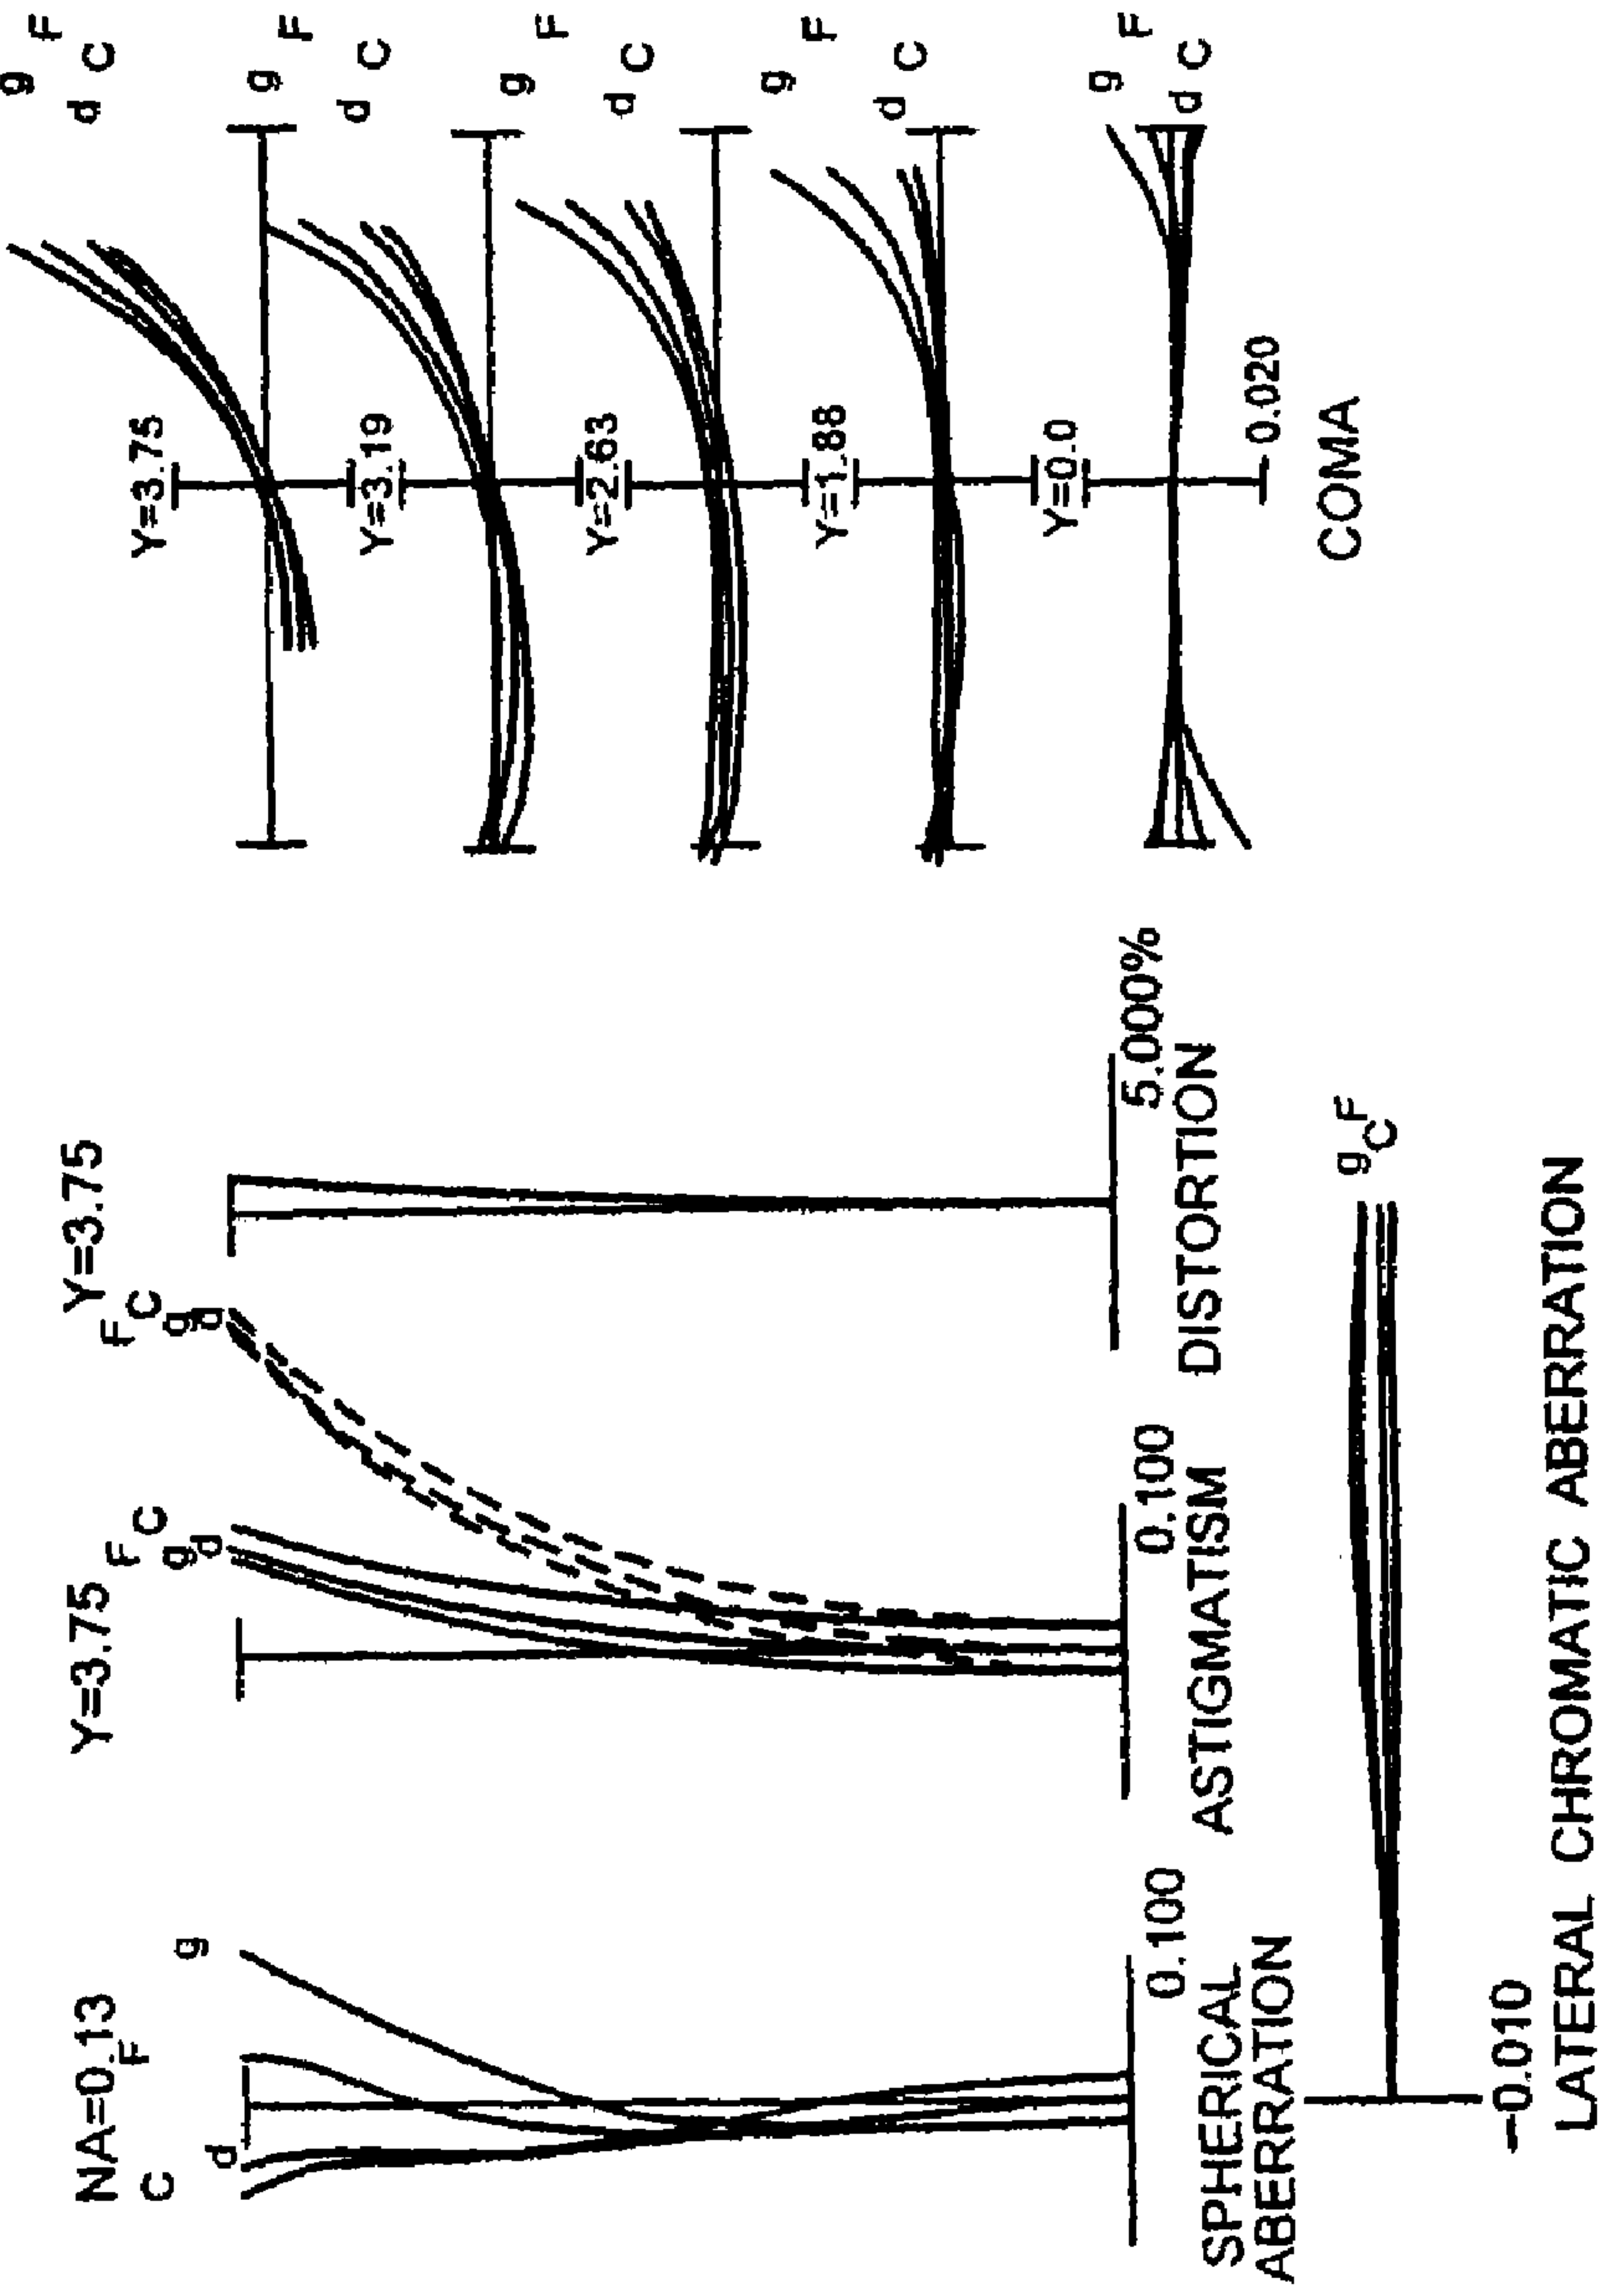 NA=0.13
F
C
d
g
0.100
SPHERICAL
ABERRATION
Y=3.75
F C
g
d
F C
g
d
0.100
ASTIGMATISM
Y=3.75
5.000%
DISTORTION
g F
d C
Y=3.75
g F
d C
Y=3.19
g F
d C
Y=2.63
g F
d C
Y=1.88
g F
d C
Y=0.0
0.020
COMA
g F
C
-0.010
LATERAL CHROMATIC ABERRATION